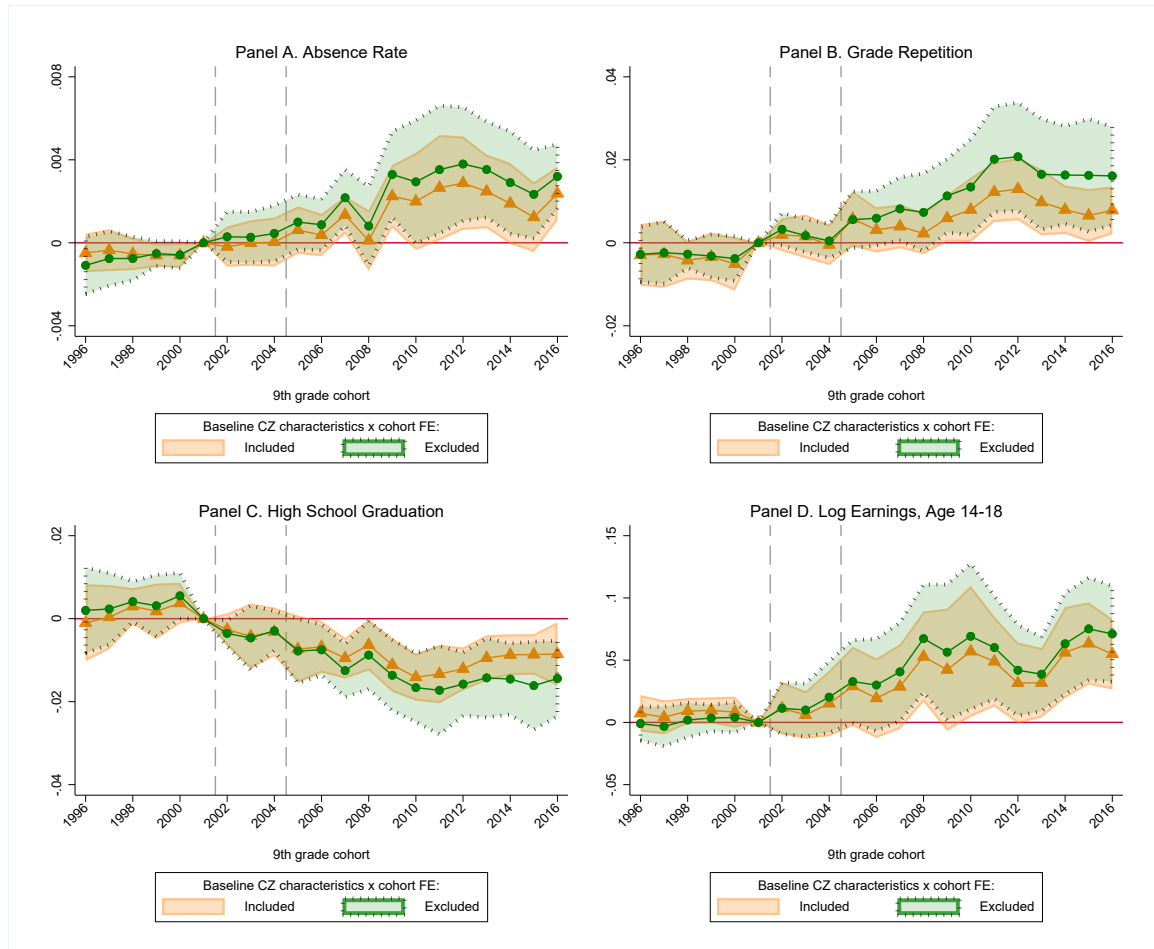 Panel A. Absence Rate
.008
.004
0
-.004
1996 1998 2000 2002 2004 2006 2008 2010 2012 2014 2016
9th grade cohort
Baseline CZ characteristics x cohort FE:
Included Excluded
Panel B. Grade Repetition
.04
.02
0
-.02
1996 1998 2000 2002 2004 2006 2008 2010 2012 2014 2016
9th grade cohort
Baseline CZ characteristics x cohort FE:
Included Excluded
Panel C. High School Graduation
.02
0
-.02
-.04
1996 1998 2000 2002 2004 2006 2008 2010 2012 2014 2016
9th grade cohort
Baseline CZ characteristics x cohort FE:
Included Excluded
Panel D. Log Earnings, Age 14-18
.15
.1
.05
0
-.05
1996 1998 2000 2002 2004 2006 2008 2010 2012 2014 2016
9th grade cohort
Baseline CZ characteristics x cohort FE:
Included Excluded